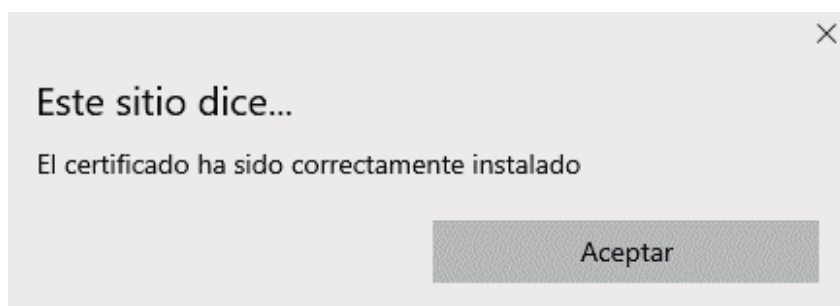 Este sitio dice...
El certificado ha sido correctamente instalado
Aceptar